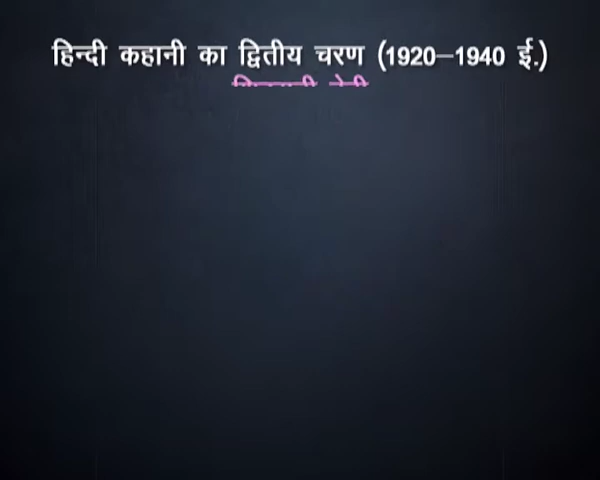 हिन्दी कहानी का द्वितीय चरण (1920–1940 ई.)